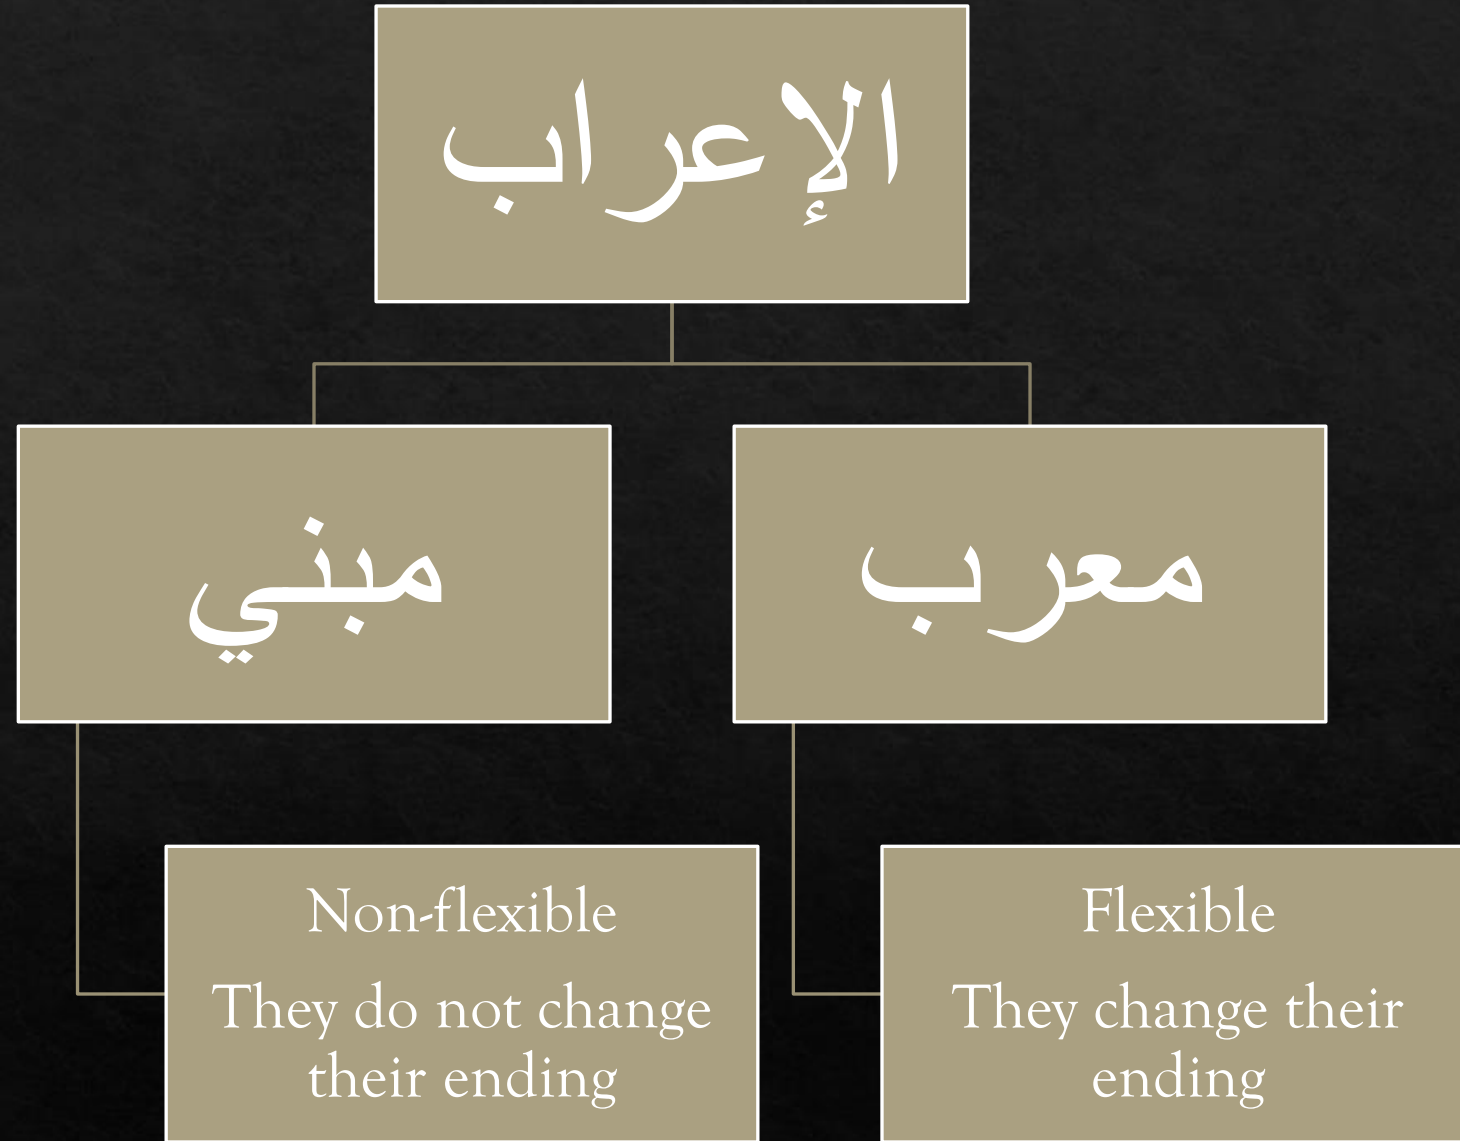 الإعراب
معرب
مبني
Non-flexible
They do not change
their ending
Flexible
They change their
ending